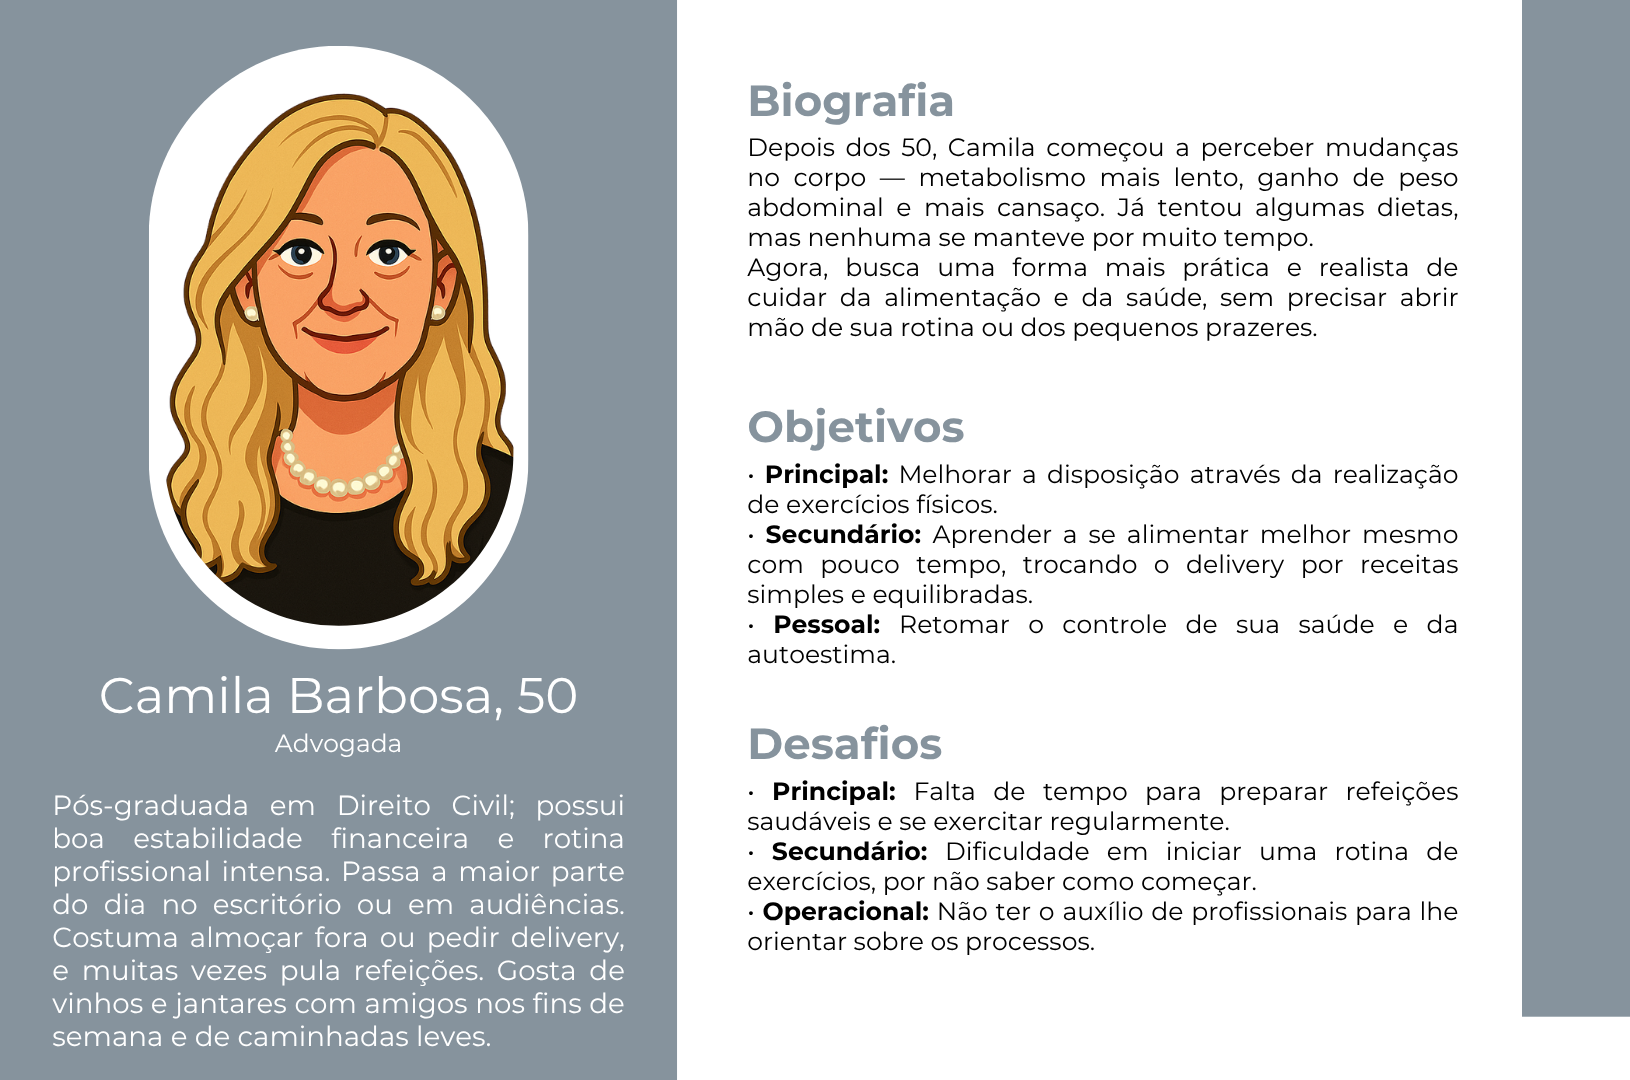 Camila Barbosa, 50
Advogada
Pós-graduada em Direito Civil; possui
boa estabilidade financeira e rotina
profissional intensa. Passa a maior parte
do dia no escritório ou em audiências.
Costuma almoçar fora ou pedir delivery,
e muitas vezes pula refeições. Gosta de
vinhos e jantares com amigos nos fins de
semana e de caminhadas leves.
Biografia
Depois dos 50, Camila começou a perceber mudanças
no corpo — metabolismo mais lento, ganho de peso
abdominal e mais cansaço. Já tentou algumas dietas,
mas nenhuma se manteve por muito tempo.
Agora, busca uma forma mais prática e realista de
cuidar da alimentação e da saúde, sem precisar abrir
mão de sua rotina ou dos pequenos prazeres.
Objetivos
• Principal: Melhorar a disposição através da realização
de exercícios físicos.
• Secundário: Aprender a se alimentar melhor mesmo
com pouco tempo, trocando o delivery por receitas
simples e equilibradas.
• Pessoal: Retomar o controle de sua saúde e da
autoestima.
Desafios
• Principal: Falta de tempo para preparar refeições
saudáveis e se exercitar regularmente.
• Secundário: Dificuldade em iniciar uma rotina de
exercícios, por não saber como começar.
• Operacional: Não ter o auxílio de profissionais para lhe
orientar sobre os processos.